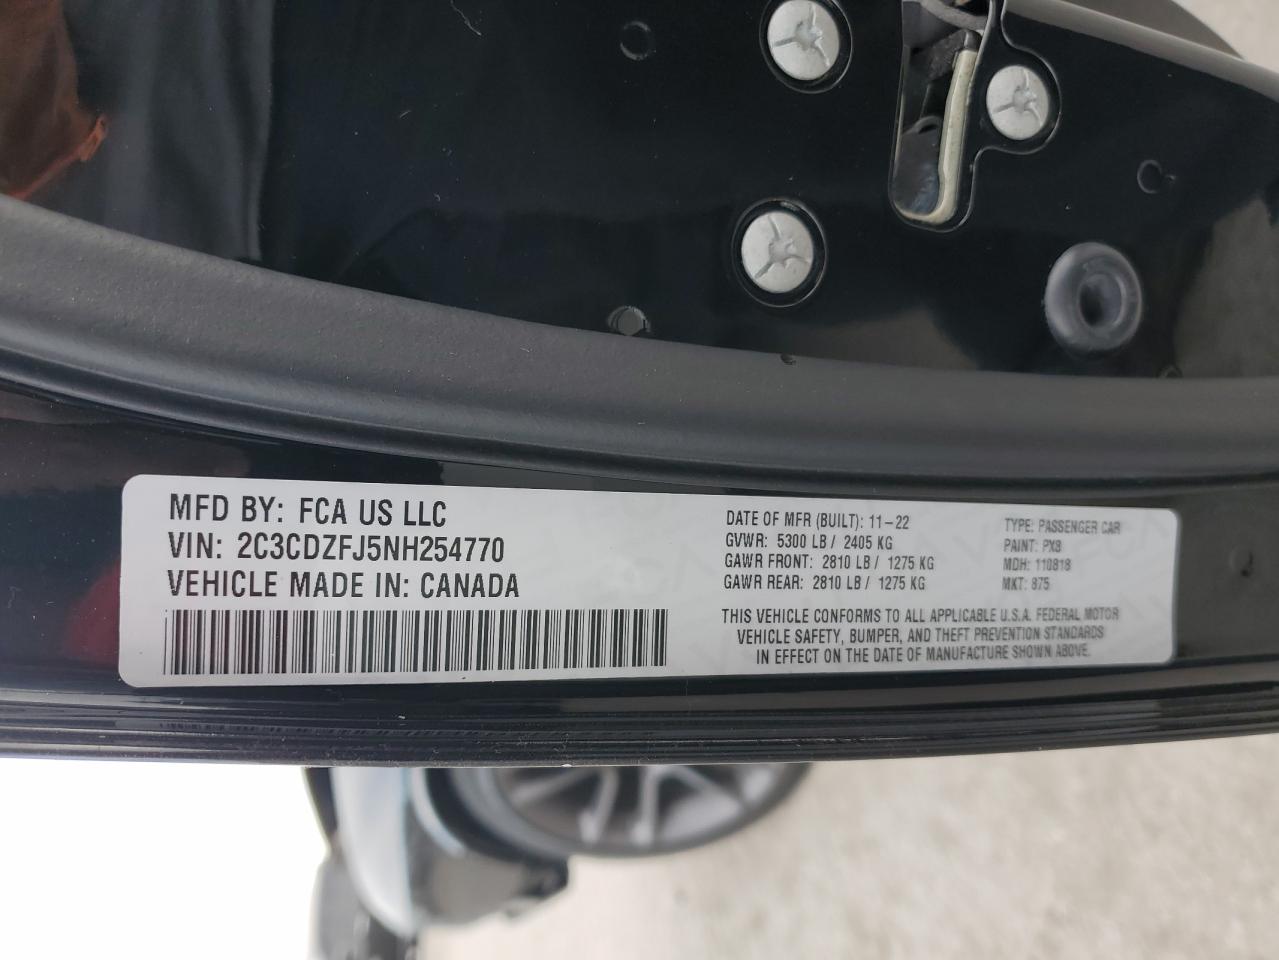 MFD BY: FCA US LLC
VIN: 2C3CDZFJ5NH254770
VEHICLE MADE IN: CANADA
DATE OF MFR (BUILT): 11-22
GVWR: 5300 LB / 2405 KG
GAWR FRONT: 2810 LB / 1275 KG
GAWR REAR: 2810 LB / 1275 KG
TYPE: PASSENGER CAR
PAINT: PX8
MDH: 110818
MKT: 875
THIS VEHICLE CONFORMS TO ALL APPLICABLE U.S.A. FEDERAL MOTOR
VEHICLE SAFETY, BUMPER, AND THEFT PREVENTION STANDARDS
IN EFFECT ON THE DATE OF MANUFACTURE SHOWN ABOVE.